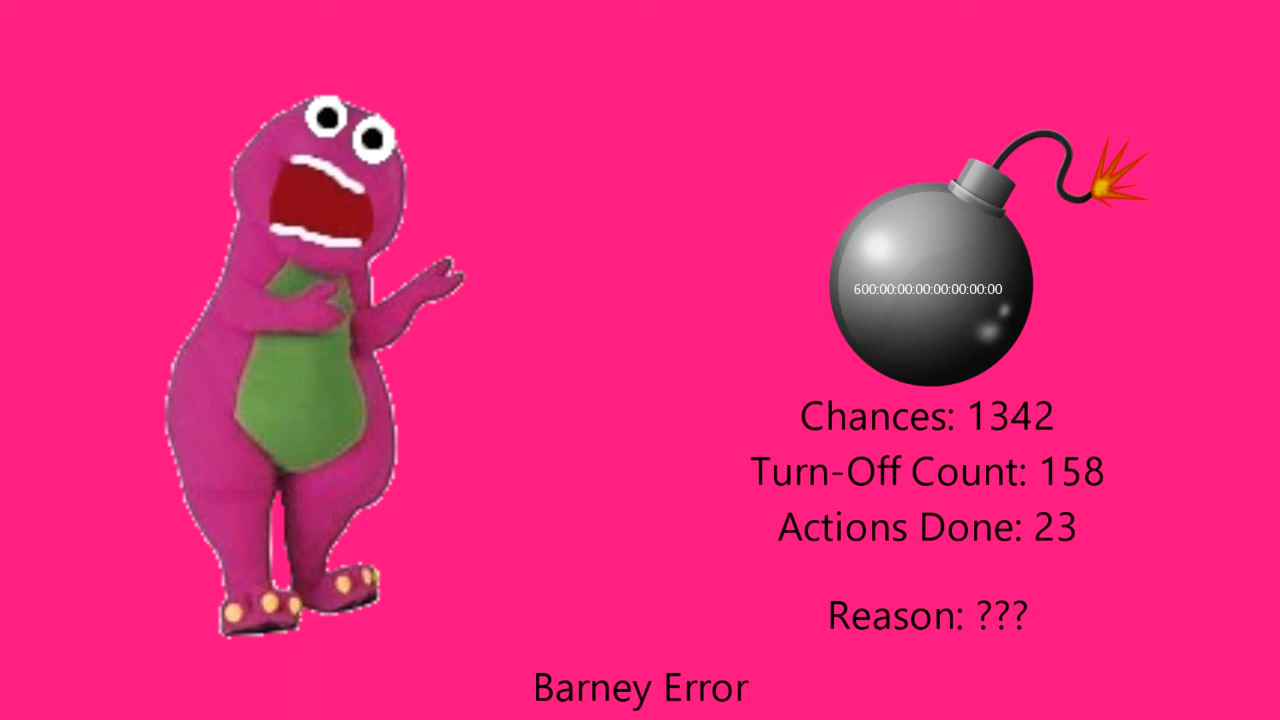 600:00:00:00:00:00:00:00
Chances: 1342
Turn-Off Count: 158
Actions Done: 23
Reason: ???
Barney Error